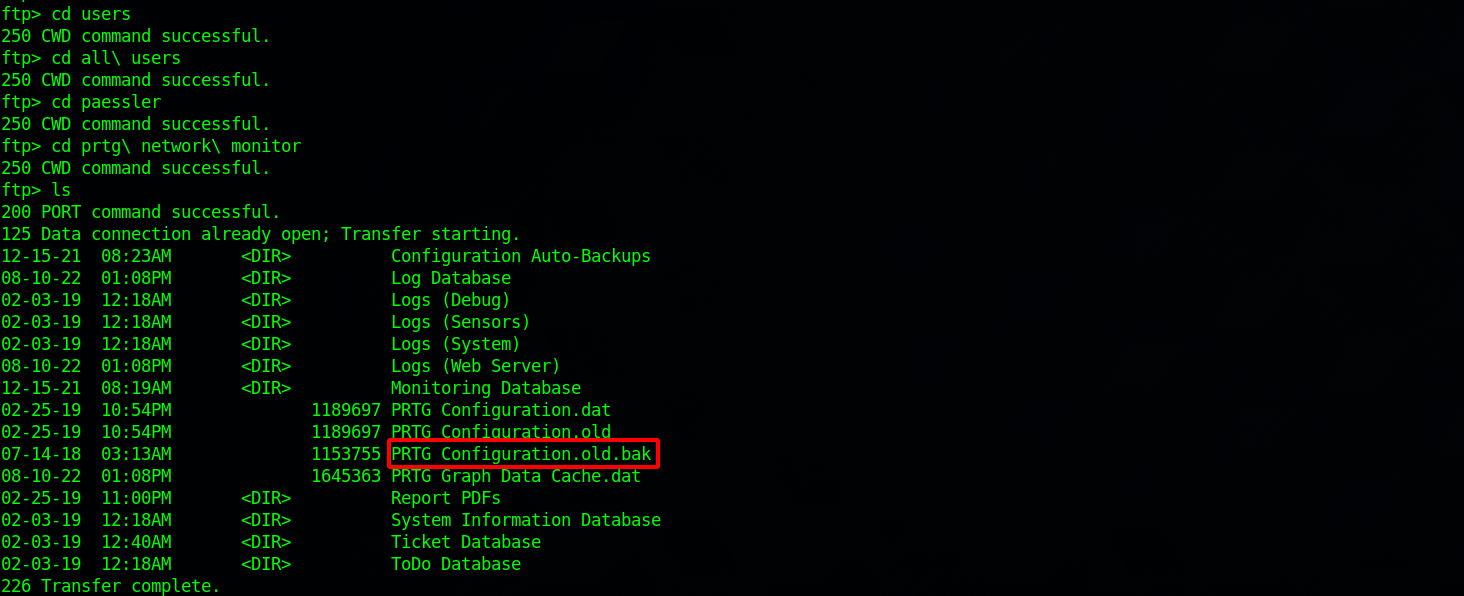 ftp> cd users
250 CWD command successful.
ftp> cd all\ users
250 CWD command successful.
ftp> cd paessler
250 CWD command successful.
ftp> cd prtg\ network\ monitor
250 CWD command successful.
ftp> ls
200 PORT command successful.
125 Data connection already open; Transfer starting.
12-15-21  08:23AM       <DIR>          Configuration Auto-Backups
08-10-22  01:08PM       <DIR>          Log Database
02-03-19  12:18AM       <DIR>          Logs (Debug)
02-03-19  12:18AM       <DIR>          Logs (Sensors)
02-03-19  12:18AM       <DIR>          Logs (System)
08-10-22  01:08PM       <DIR>          Logs (Web Server)
12-15-21  08:19AM       <DIR>          Monitoring Database
02-25-19  10:54PM              1189697 PRTG Configuration.dat
02-25-19  10:54PM              1189697 PRTG Configuration.old
07-14-18  03:13AM              1153755 PRTG Configuration.old.bak
08-10-22  01:08PM              1645363 PRTG Graph Data Cache.dat
02-25-19  11:00PM       <DIR>          Report PDFs
02-03-19  12:18AM       <DIR>          System Information Database
02-03-19  12:40AM       <DIR>          Ticket Database
02-03-19  12:18AM       <DIR>          ToDo Database
226 Transfer complete.